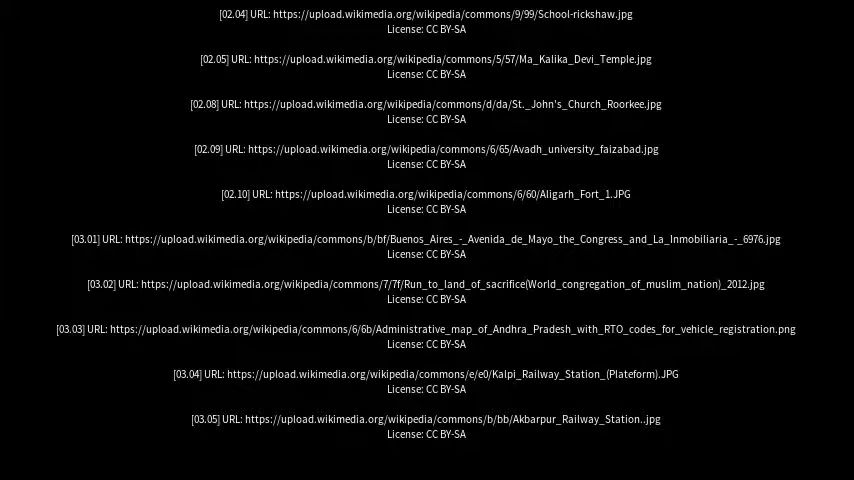 [02.04] URL: https://upload.wikimedia.org/wikipedia/commons/9/99/School-rickshaw.jpg
License: CC BY-SA
[02.05] URL: https://upload.wikimedia.org/wikipedia/commons/5/57/Ma_Kalika_Devi_Temple.jpg
License: CC BY-SA
[02.08] URL: https://upload.wikimedia.org/wikipedia/commons/d/da/St._John's_Church_Roorkee.jpg
License: CC BY-SA
[02.09] URL: https://upload.wikimedia.org/wikipedia/commons/6/65/Avadh_university_faizabad.jpg
License: CC BY-SA
[02.10] URL: https://upload.wikimedia.org/wikipedia/commons/6/60/Aligarh_Fort_1.JPG
License: CC BY-SA
[03.01] URL: https://upload.wikimedia.org/wikipedia/commons/b/bf/Buenos_Aires_-_Avenida_de_Mayo_the_Congress_and_La_Inmobiliaria_-_6976.jpg
License: CC BY-SA
[03.02] URL: https://upload.wikimedia.org/wikipedia/commons/7/7f/Run_to_land_of_sacrifice(World_congregation_of_muslim_nation)_2012.jpg
License: CC BY-SA
[03.03] URL: https://upload.wikimedia.org/wikipedia/commons/6/6b/Administrative_map_of_Andhra_Pradesh_with_RTO_codes_for_vehicle_registration.png
License: CC BY-SA
[03.04] URL: https://upload.wikimedia.org/wikipedia/commons/e/e0/Kalpi_Railway_Station_(Plateform).JPG
License: CC BY-SA
[03.05] URL: https://upload.wikimedia.org/wikipedia/commons/b/bb/Akbarpur_Railway_Station..jpg
License: CC BY-SA